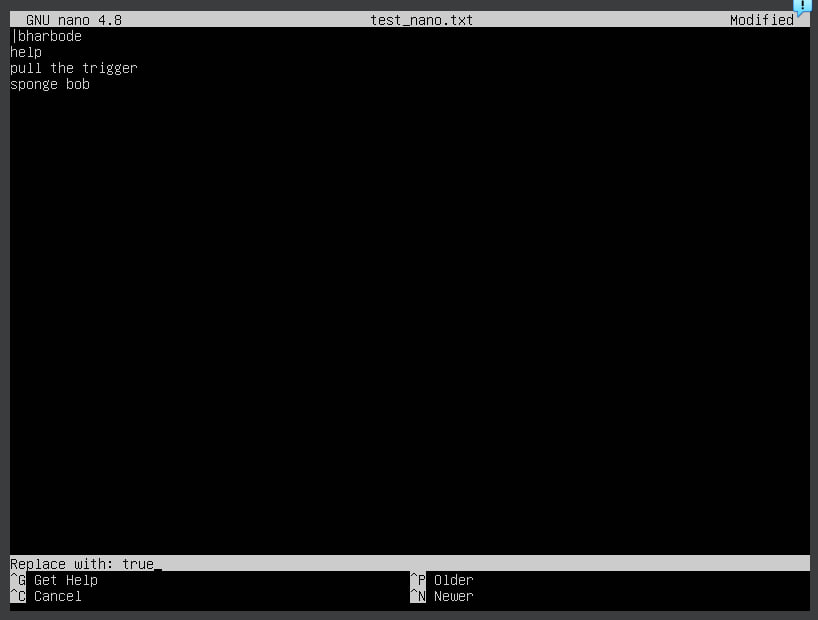 GNU nano 4.8 test_nano.txt Modified
|bharbode
help
pull the trigger
sponge bob
Replace with: true_
^G Get Help ^P Older
^C Cancel ^N Newer